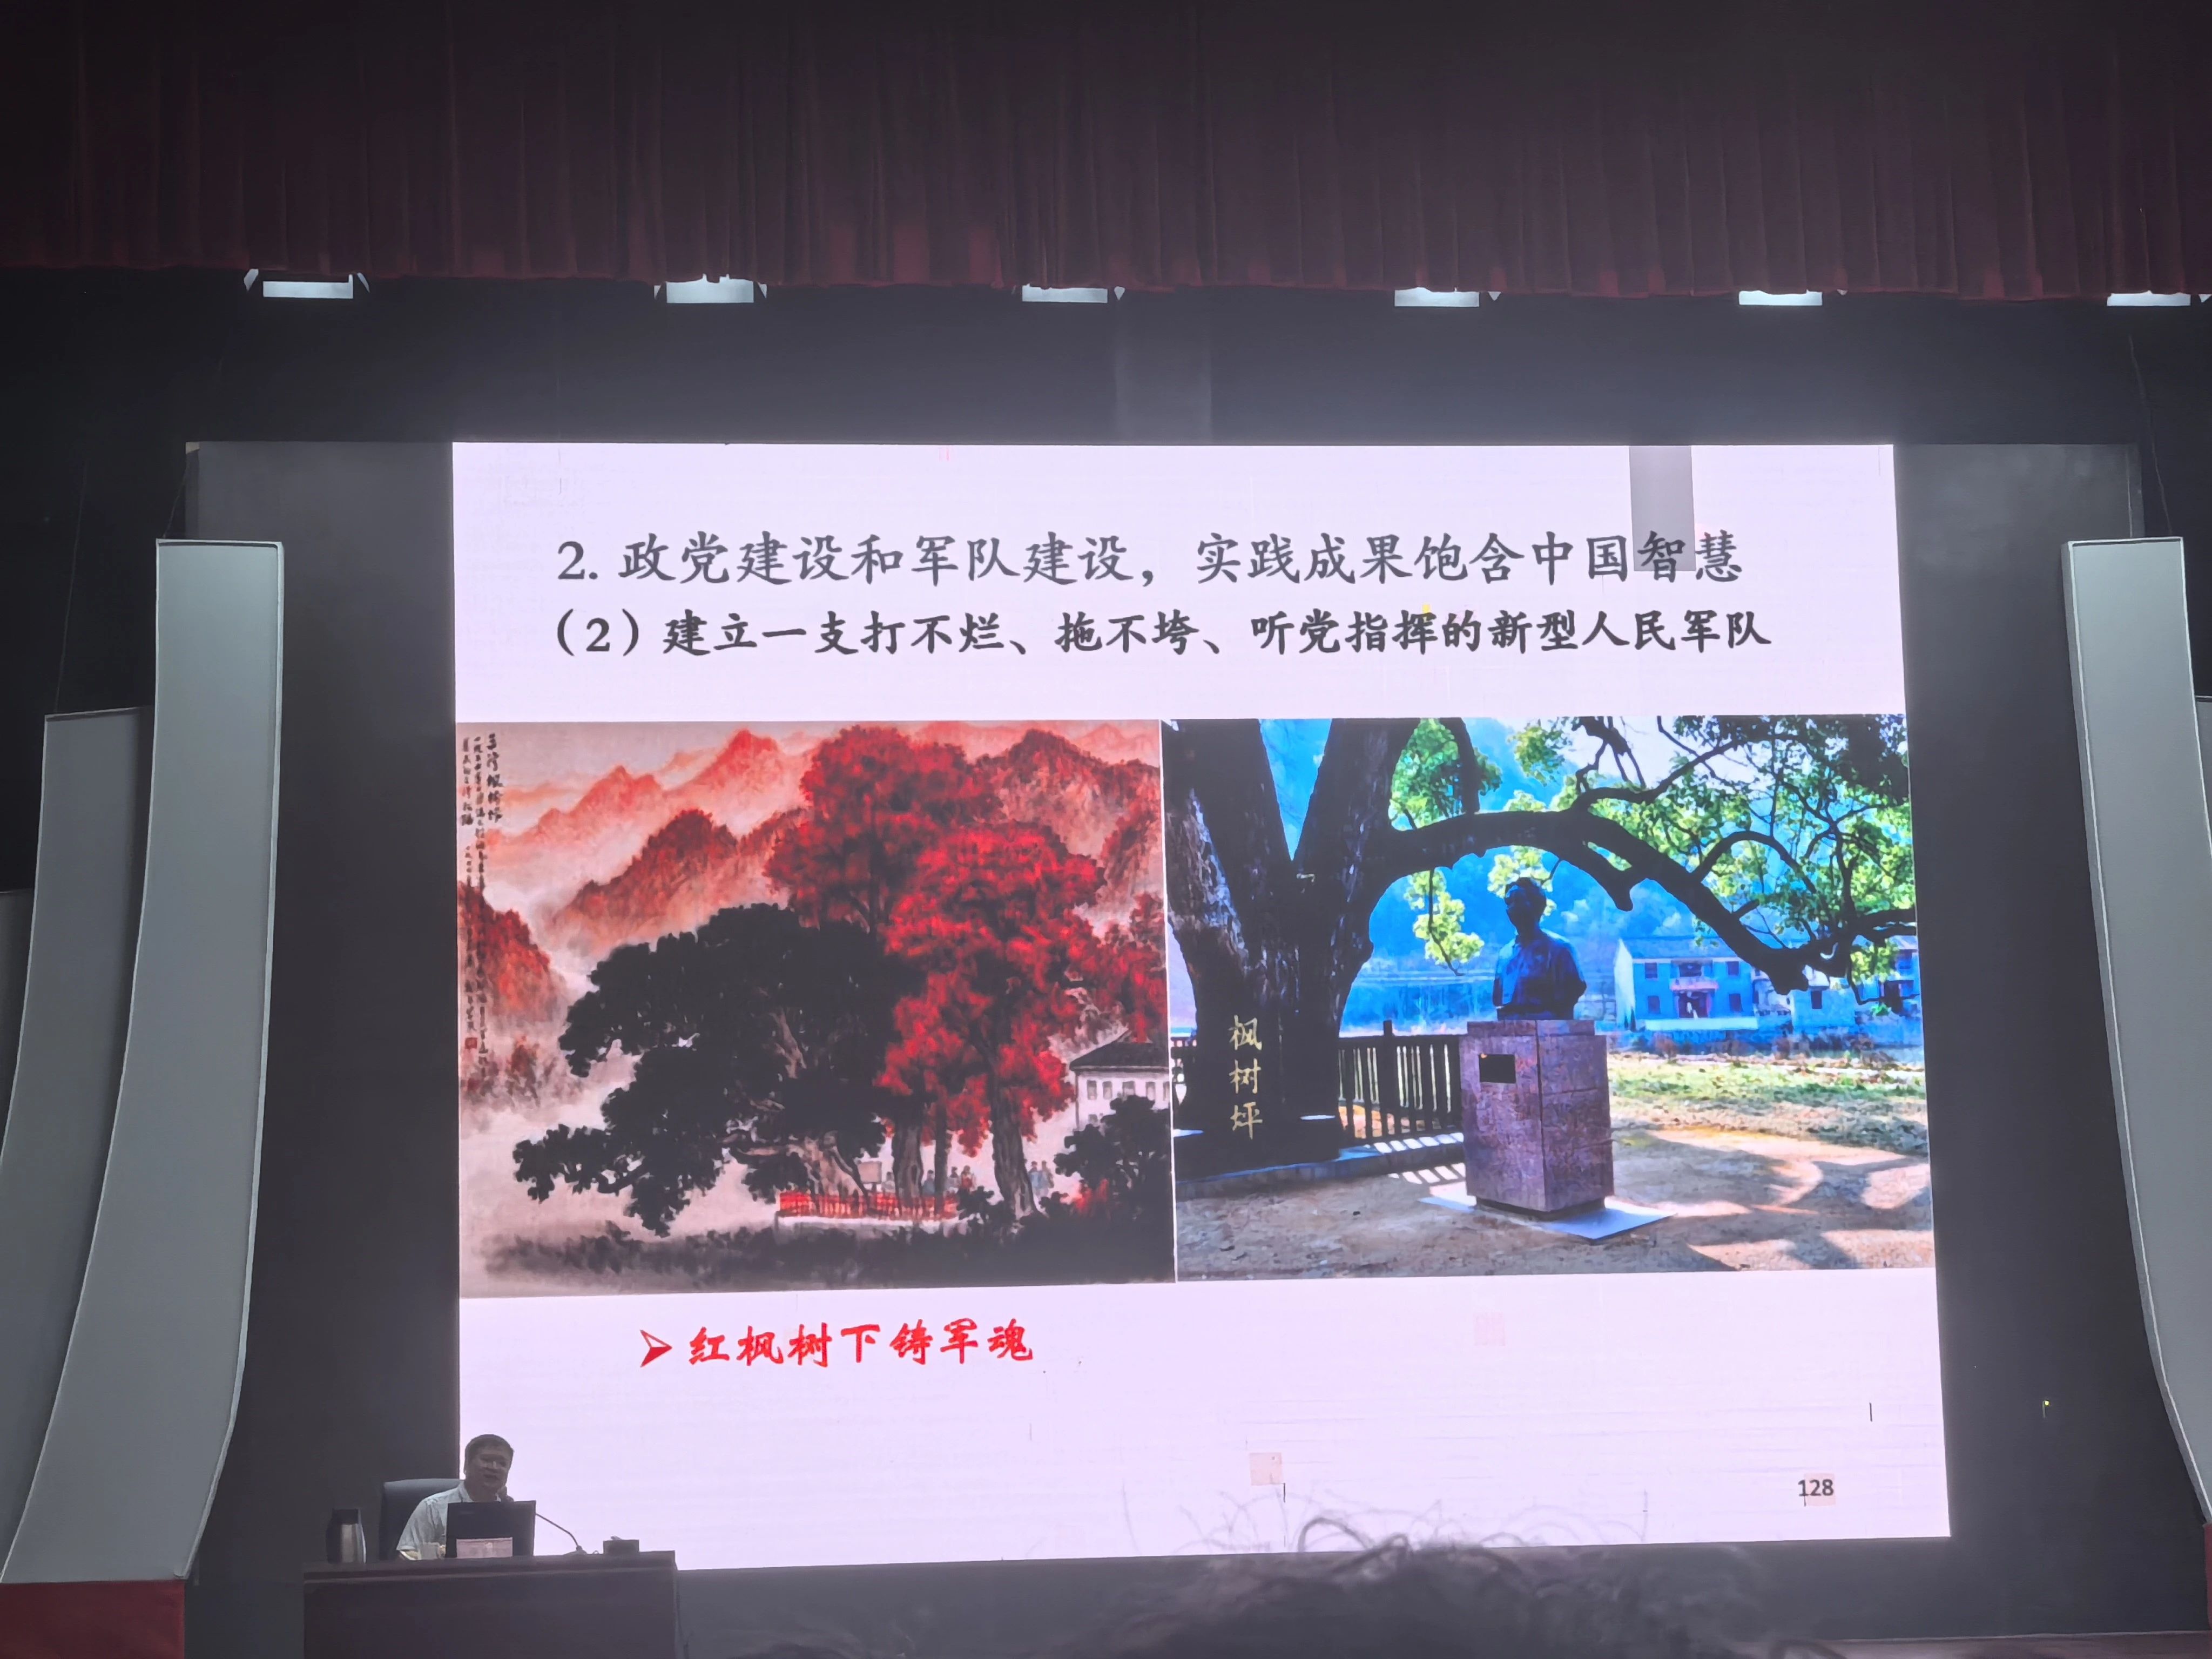 2. 政党建设和军队建设，实践成果饱含中国智慧
（2）建立一支打不烂、拖不垮、听党指挥的新型人民军队
枫树坪
➢ 红枫树下铸军魂
128